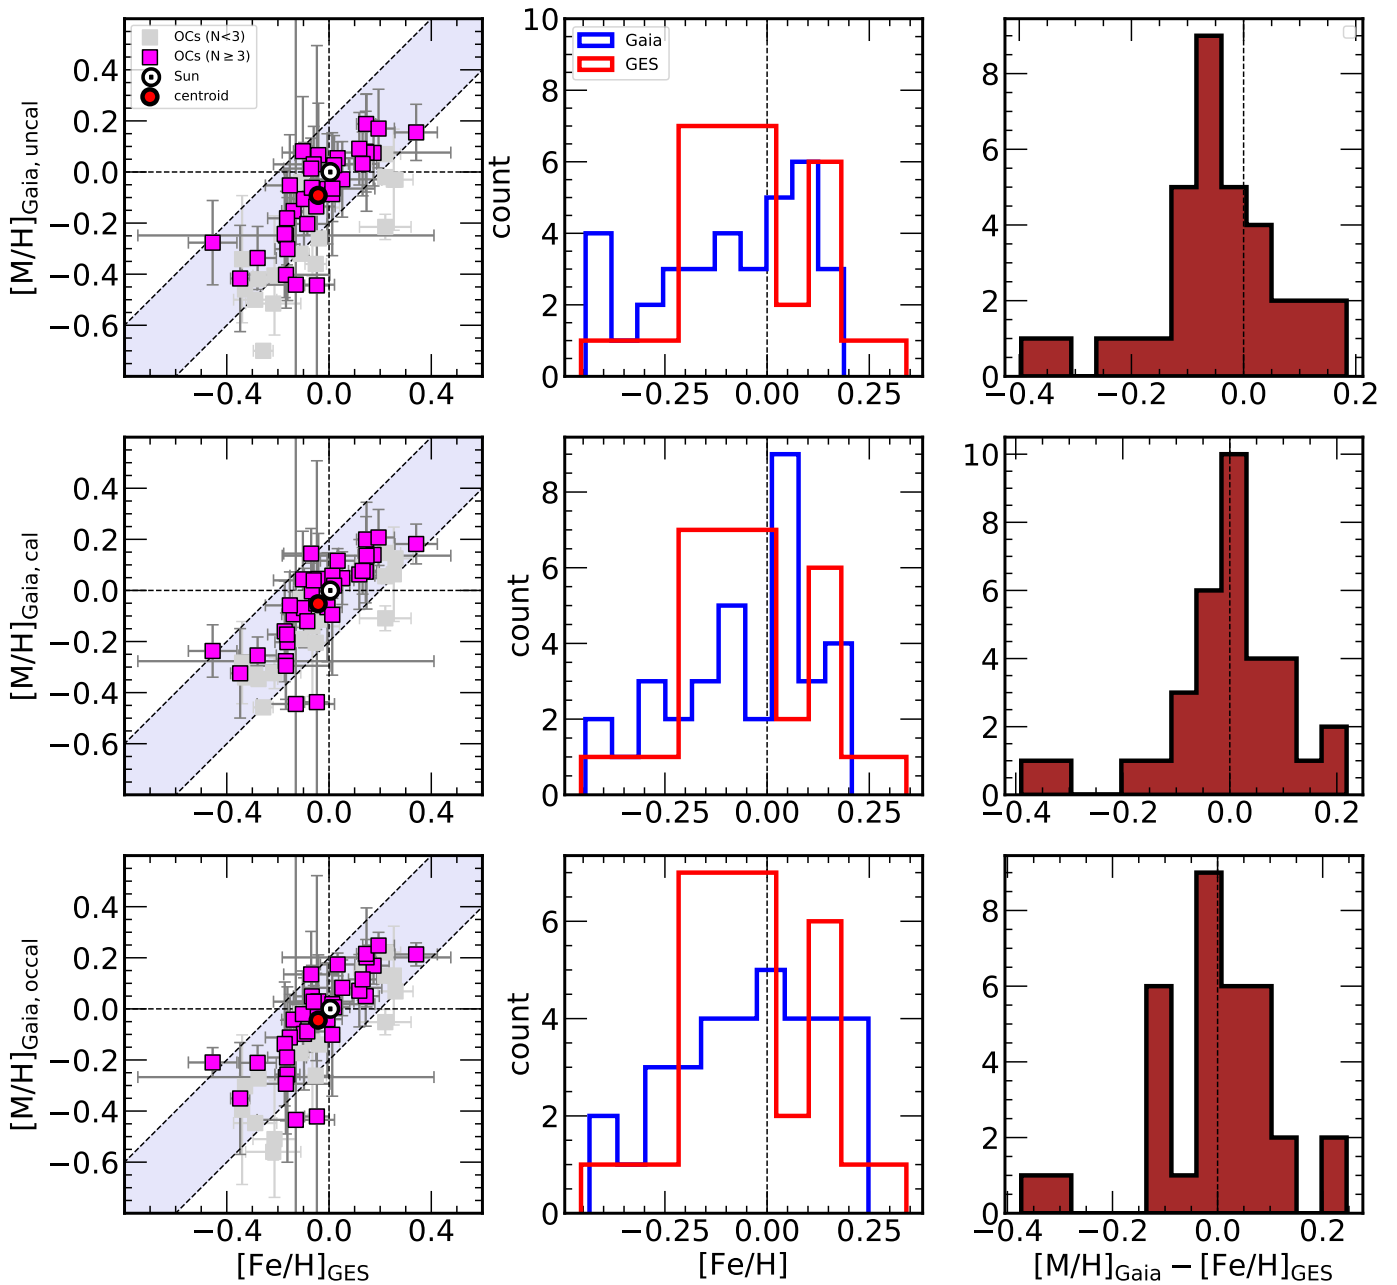 OCs (N<3)
OCs (N ≥ 3)
Sun
centroid
[M/H]Gaia, uncal
0.4
0.2
0.0
−0.2
−0.4
−0.6
−0.4 0.0 0.4
Gaia
GES
count
10
8
6
4
2
0
−0.25 0.00 0.25
8
6
4
2
0
−0.4 −0.2 0.0 0.2
[M/H]Gaia, cal
0.4
0.2
0.0
−0.2
−0.4
−0.6
−0.4 0.0 0.4
count
8
6
4
2
0
−0.25 0.00 0.25
10
8
6
4
2
0
−0.4 −0.2 0.0 0.2
[M/H]Gaia, occal
0.4
0.2
0.0
−0.2
−0.4
−0.6
−0.4 0.0 0.4
[Fe/H]GES
count
6
4
2
0
−0.25 0.00 0.25
[Fe/H]
8
6
4
2
0
−0.4 −0.2 0.0 0.2
[M/H]Gaia − [Fe/H]GES